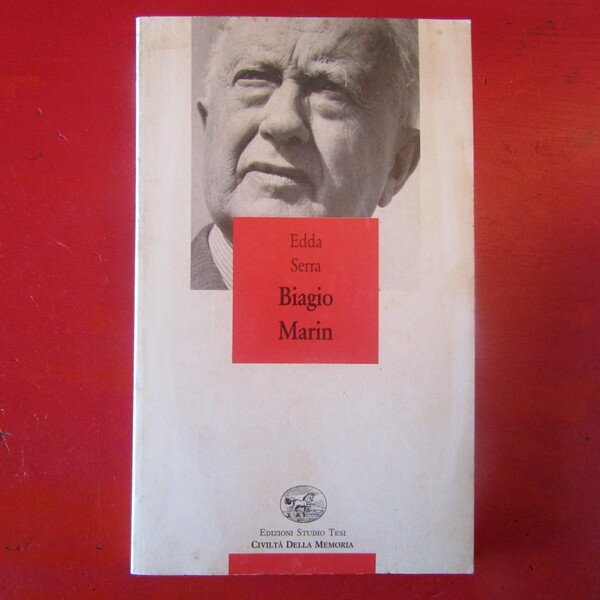 Edda
Serra
Biagio
Marin
Edizioni Studio Tesi
Civiltà Della Memoria